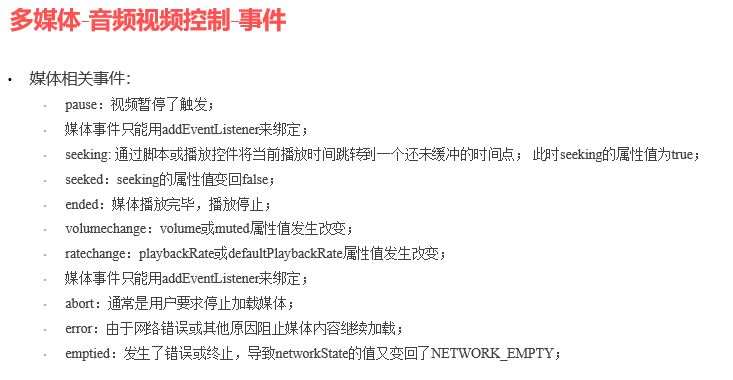 多媒体-音频视频控制-事件
• 媒体相关事件：
- pause：视频暂停了触发；
- 媒体事件只能用addEventListener来绑定；
- seeking: 通过脚本或播放控件将当前播放时间跳转到一个还未缓冲的时间点； 此时seeking的属性值为true；
- seeked：seeking的属性值变回false；
- ended：媒体播放完毕，播放停止；
- volumechange：volume或muted属性值发生改变；
- ratechange：playbackRate或defaultPlaybackRate属性值发生改变；
- 媒体事件只能用addEventListener来绑定；
- abort：通常是用户要求停止加载媒体；
- error：由于网络错误或其他原因阻止媒体内容继续加载；
- emptied：发生了错误或终止，导致networkState的值又变回了NETWORK_EMPTY；